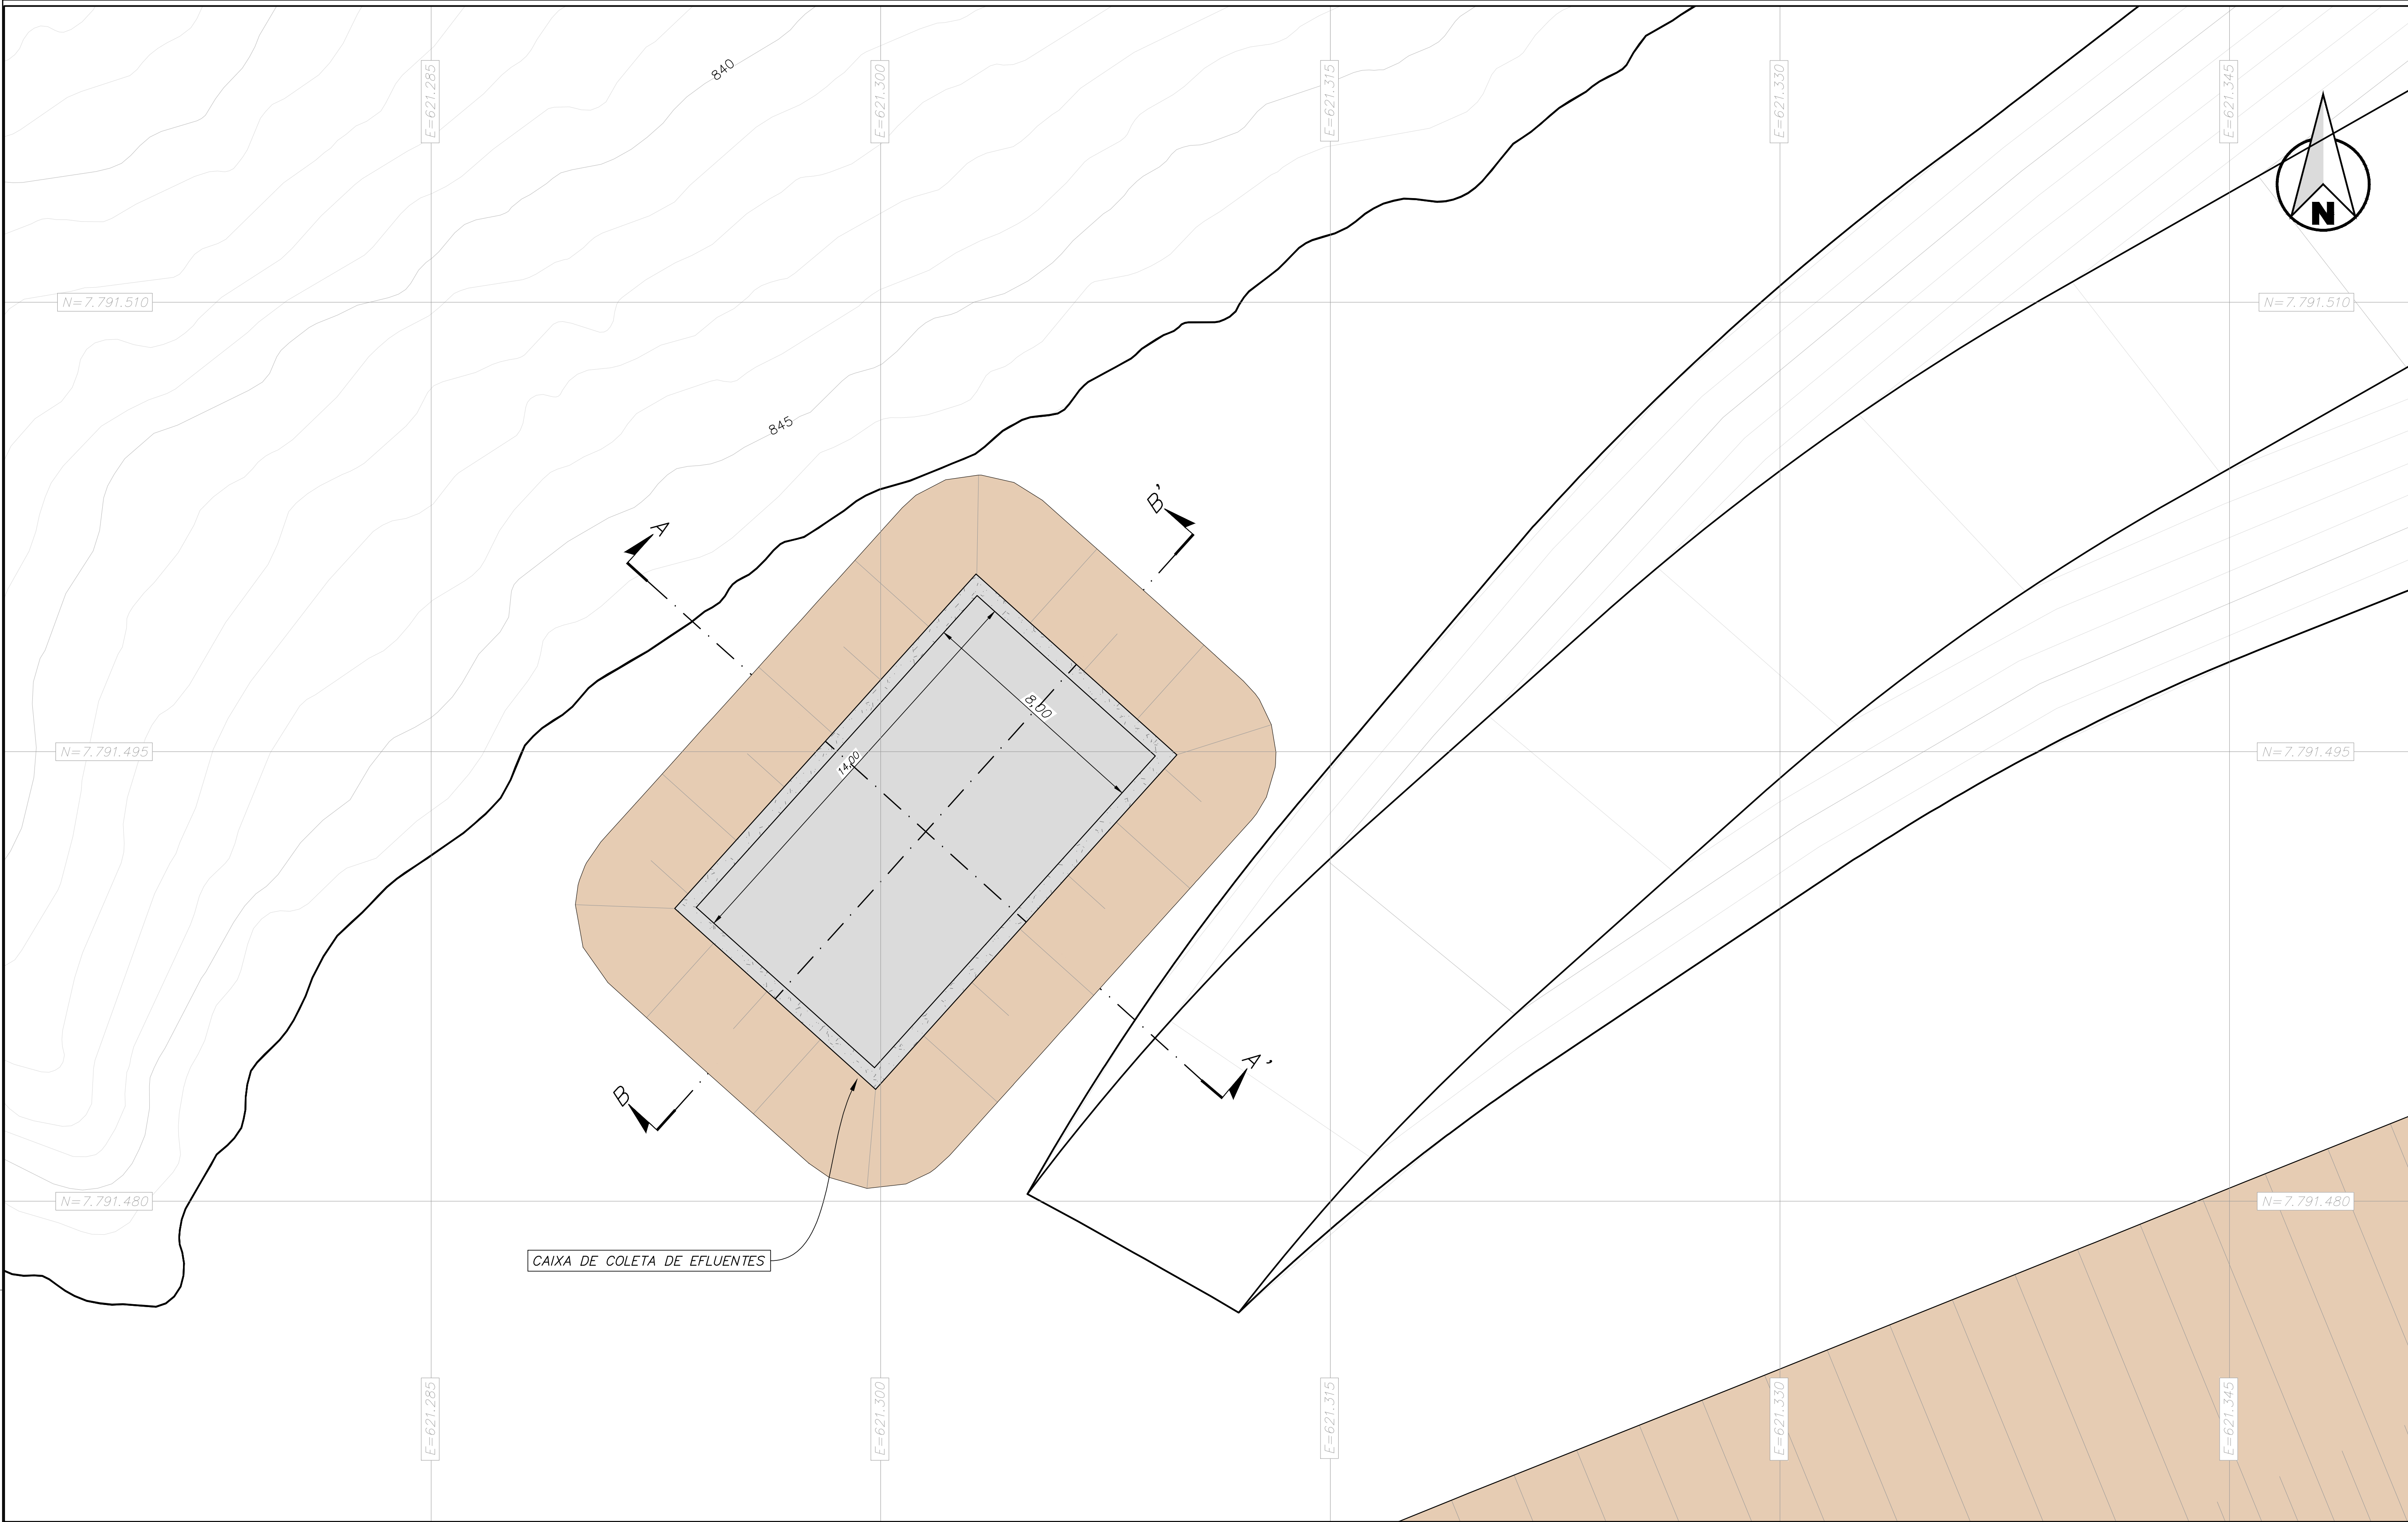 E=621.285
E=621.300
E=621.315
E=621.330
E=621.345
840
N
N=7.791.510
N=7.791.510
845
A
B'
8,00
14,00
N=7.791.495
N=7.791.495
B
A'
N=7.791.480
N=7.791.480
CAIXA DE COLETA DE EFLUENTES
E=621.285
E=621.300
E=621.315
E=621.330
E=621.345